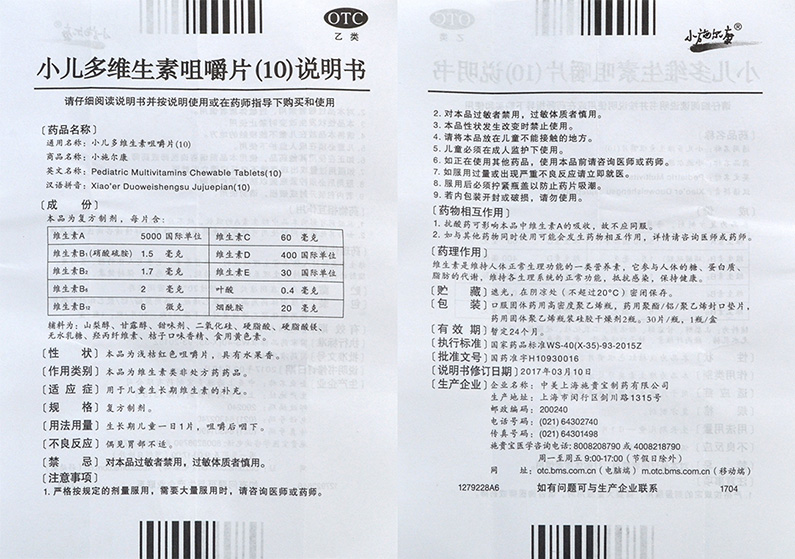 OTC
乙类
小儿多维生素咀嚼片(10)说明书
请仔细阅读说明书并按说明使用或在药师指导下购买和使用
〔药品名称〕
通用名称：小儿多维生素咀嚼片(10)
商品名称：小施尔康
英文名称：Pediatric Multivitamins Chewable Tablets(10)
汉语拼音：Xiao'er Duoweishengsu Jujuepian(10)
〔成 份〕
本品为复方制剂，每片含：
维生素A 5000 国际单位 维生素C 60 毫克
维生素B₁(硝酸硫胺) 1.5 毫克 维生素D 400 国际单位
维生素B₂ 1.7 毫克 维生素E 30 国际单位
维生素B₆ 2 毫克 叶酸 0.4 毫克
维生素B₁₂ 6 微克 烟酰胺 20 毫克
辅料为：山梨醇、甘露醇、甜味剂、二氧化硅、硬脂酸、硬脂酸镁、
无水乳糖、羟丙纤维素、桔子口味香精、食用黄色素。
〔性 状〕本品为浅桔红色咀嚼片，具有水果香。
〔作用类别〕本品为维生素类非处方药药品。
〔适 应 症〕用于儿童生长期维生素的补充。
〔规 格〕复方制剂。
〔用法用量〕生长期儿童一日1片，咀嚼后咽下。
〔不良反应〕偶见胃部不适。
〔禁 忌〕对本品过敏者禁用，过敏体质者慎用。
〔注意事项〕
1. 严格按规定的剂量服用，需要大量服用时，请咨询医师或药师。
OTC
乙类
小施尔康®
2. 对本品过敏者禁用，过敏体质者慎用。
3. 本品性状发生改变时禁止使用。
4. 请将本品放在儿童不能接触的地方。
5. 儿童必须在成人监护下使用。
6. 如正在使用其他药品，使用本品前请咨询医师或药师。
7. 如服用过量或出现严重不良反应请立即就医。
8. 服用后必须拧紧瓶盖以防止药片吸潮。
9. 若内包装开封或破损，请勿使用。
〔药物相互作用〕
1. 抗酸药可影响本品中维生素A的吸收，故不应同服。
2. 如与其他药物同时使用可能会发生药物相互作用，详情请咨询医师或药师。
〔药理作用〕
维生素是维持人体正常生理功能的一类营养素，它参与人体的糖、蛋白质、
脂肪的代谢，维持各生理系统的正常功能，抵抗感染，保持健康。
〔贮 藏〕遮光，在阴凉处（不超过20°C）密闭保存。
〔包 装〕口服固体药用高密度聚乙烯瓶，药用聚酯/铝/聚乙烯封口垫片，
药用固体聚乙烯瓶装硅胶干燥剂2瓶。30片/瓶，1瓶/盒
〔有 效 期〕暂定24个月。
〔执行标准〕国家药品标准WS-40(X-35)-93-2015Z
〔批准文号〕国药准字H10930016
〔说明书修订日期〕2017年03月10日
〔生产企业〕企业名称：中美上海施贵宝制药有限公司
生产地址：上海市闵行区剑川路1315号
邮政编码：200240
电话号码：(021) 64302740
传真号码：(021) 64301498
施贵宝医学咨询电话：8008208790 或 4008218790
周一至周五 9:00-17:00（节假日除外）
网 址：otc.bms.com.cn（电脑端）m.otc.bms.com.cn（移动端）
1279228A6 如有问题可与生产企业联系 1704